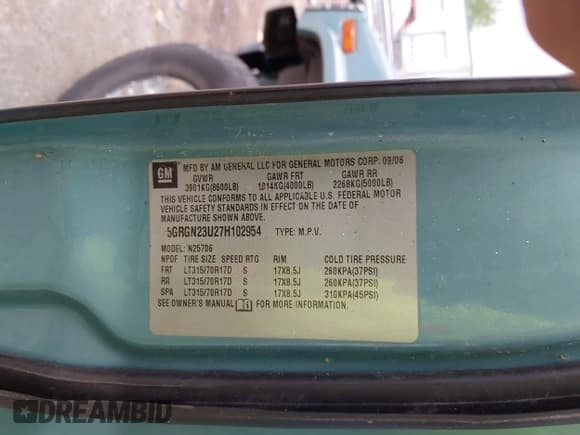 GM
MFD BY AM GENERAL LLC FOR GENERAL MOTORS CORP. 09/06
GVWR GAWR FRT GAWR RR
3901KG(8600LB) 1814KG(4000LB) 2268KG(5000LB)
THIS VEHICLE CONFORMS TO ALL APPLICABLE U.S. FEDERAL MOTOR
VEHICLE SAFETY STANDARDS IN EFFECT ON THE DATE OF
MANUFACTURE SHOWN ABOVE.
5GRGN23U27H102954 TYPE: M.P.V.
MODEL: N25706
NPDF TIRE SIZE SPEED RTG RIM COLD TIRE PRESSURE
FRT LT315/70R17D S 17X8.5J 260KPA(37PSI)
RR LT315/70R17D S 17X8.5J 260KPA(37PSI)
SPA LT315/70R17D S 17X8.5J 310KPA(45PSI)
SEE OWNER'S MANUAL FOR MORE INFORMATION.
DREAMBID